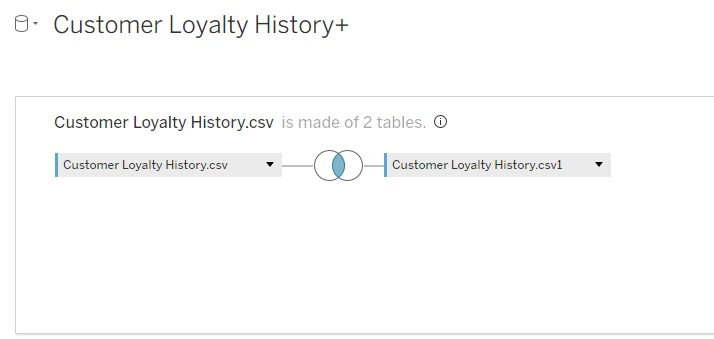 Customer Loyalty History+
Customer Loyalty History.csv is made of 2 tables.
Customer Loyalty History.csv Customer Loyalty History.csv1